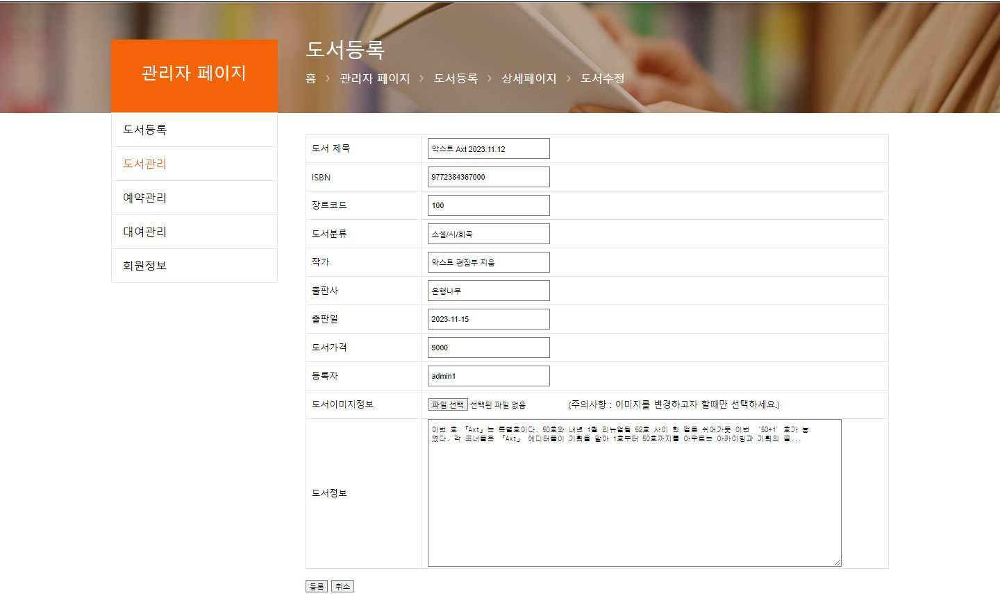 도서등록
홈 > 관리자 페이지 > 도서등록 > 상세페이지 > 도서수정
관리자 페이지
도서등록
도서관리
예약관리
대여관리
회원정보
도서 제목 악스트 Axt 2023.11.12
ISBN 9772384367000
장르코드 100
도서분류 소설/시/희곡
작가 악스트 편집부 지음
출판사 은행나무
출판일 2023-11-15
도서가격 9000
등록자 admin1
도서이미지정보 파일 선택 선택된 파일 없음 (주의사항 : 이미지를 변경하고자 할때만 선택하세요.)
도서정보
이번 호 『Axt』는 특별호이다. 50호와 내년 1월 리뉴얼될 52호 사이 한 걸음 쉬어가듯 이번 ‘50+1’ 호가 놓
였다. 각 코너들은 『Axt』 에디터들이 기획을 맡아 1호부터 50호까지를 아우르는 아카이빙과 기획의 글...
등록 취소